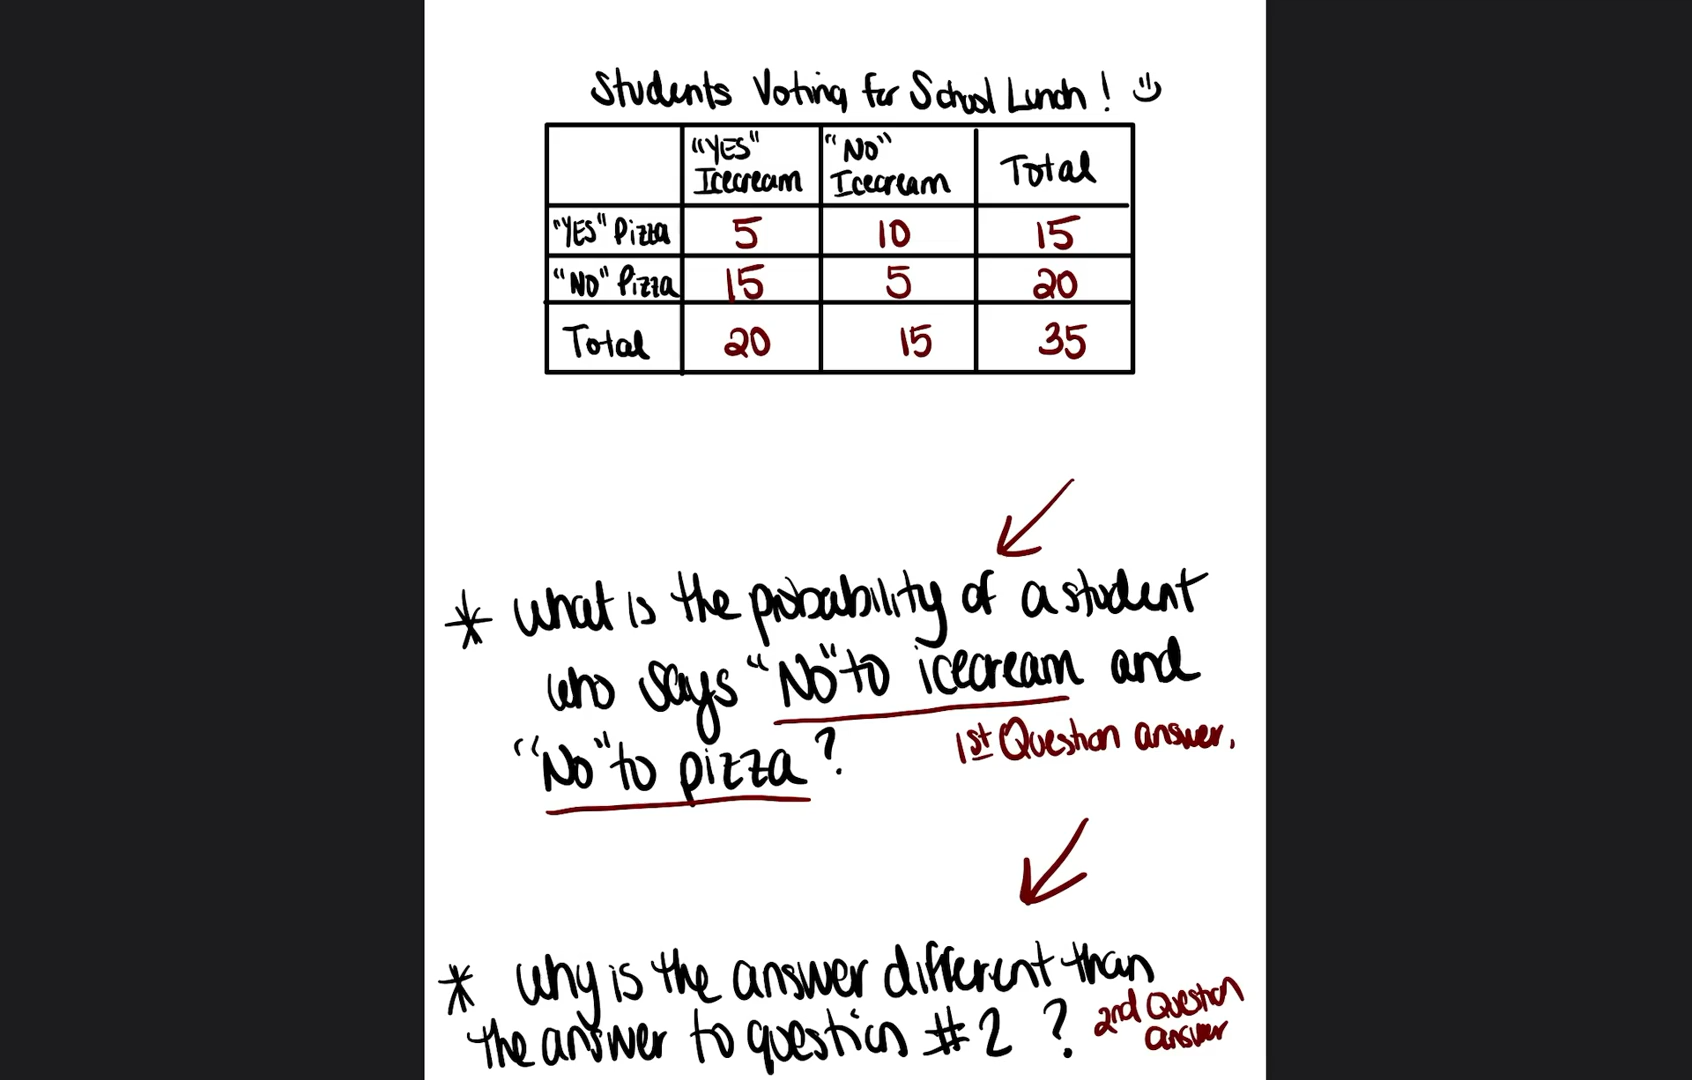 Students Voting for School Lunch!
"YES" Icecream "No" Icecream Total
"YES" Pizza 5 10 15
"NO" Pizza 15 5 20
Total 20 15 35
* what is the probability of a student
who says "No" to icecream and
"No" to pizza?
1st Question answer.
* why is the answer different than
the answer to question #2?
2nd Question
answer